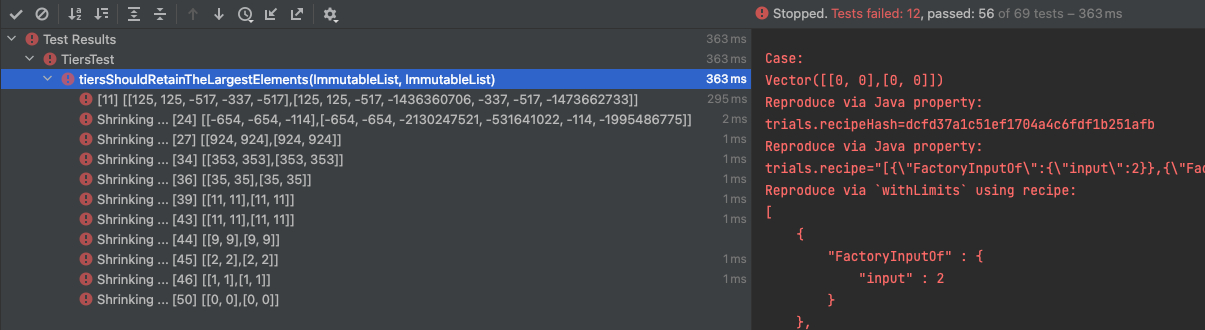 Test Results 363 ms
TiersTest 363 ms
tiersShouldRetainTheLargestElements(ImmutableList, ImmutableList) 363 ms
[11] [[125, 125, -517, -337, -517],[125, 125, -517, -1436360706, -337, -517, -1473662733]] 295 ms
Shrinking ... [24] [[-654, -654, -114],[-654, -654, -2130247521, -531641022, -114, -1995486775]] 2 ms
Shrinking ... [27] [[924, 924],[924, 924]] 1 ms
Shrinking ... [34] [[353, 353],[353, 353]] 1 ms
Shrinking ... [36] [[35, 35],[35, 35]] 1 ms
Shrinking ... [39] [[11, 11],[11, 11]] 1 ms
Shrinking ... [43] [[11, 11],[11, 11]] 1 ms
Shrinking ... [44] [[9, 9],[9, 9]]
Shrinking ... [45] [[2, 2],[2, 2]] 1 ms
Shrinking ... [46] [[1, 1],[1, 1]] 1 ms
Shrinking ... [50] [[0, 0],[0, 0]]
Stopped. Tests failed: 12, passed: 56 of 69 tests – 363 ms
Case:
Vector([[0, 0],[0, 0]])
Reproduce via Java property:
trials.recipeHash=dcfd37a1c51ef1704a4c6fdf1b251afb
Reproduce via Java property:
trials.recipe="[{\"FactoryInputOf\":{\"input\":2}},{\"Fac
Reproduce via `withLimits` using recipe:
[
{
"FactoryInputOf" : {
"input" : 2
}
},